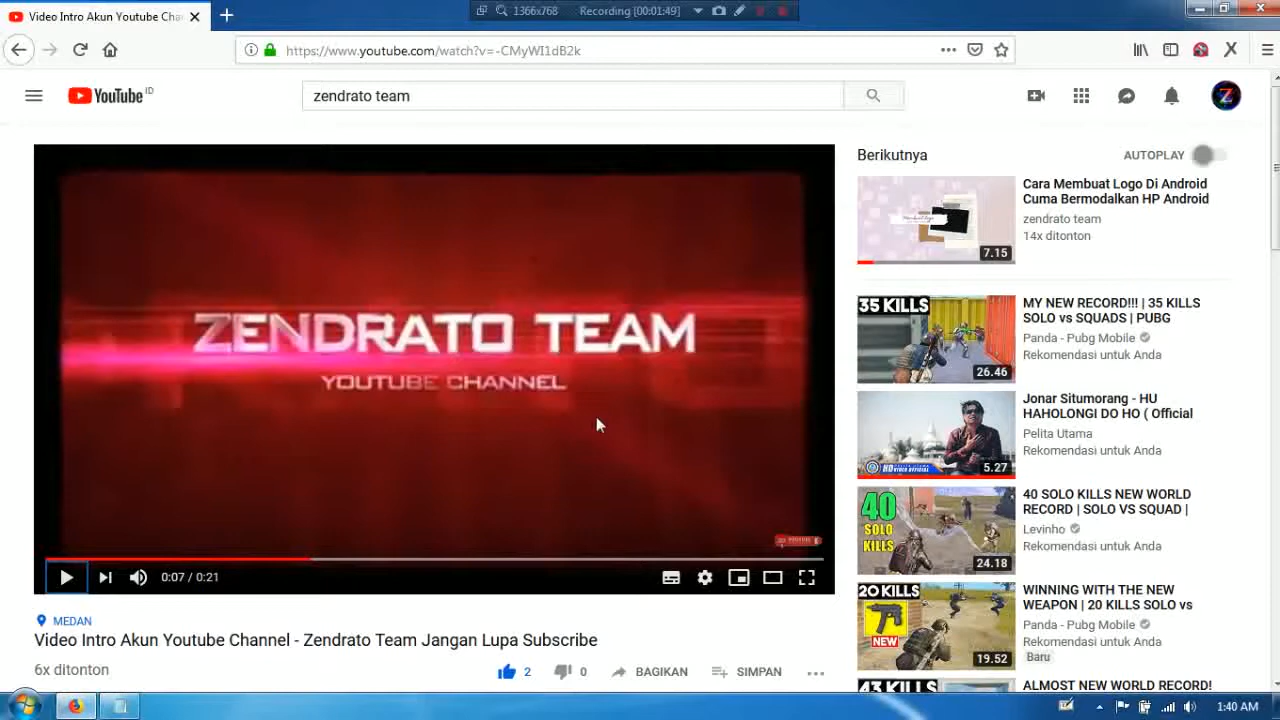 Video Intro Akun Youtube Cha
1366x768
Recording [00:01:49]
https://www.youtube.com/watch?v=-CMyWI1dB2k
YouTube ID
zendrato team
ZENDRATO TEAM
YOUTUBE CHANNEL
0:07 / 0:21
MEDAN
Video Intro Akun Youtube Channel - Zendrato Team Jangan Lupa Subscribe
6x ditonton
2
0
BAGIKAN
SIMPAN
Berikutnya
AUTOPLAY
7.15
Cara Membuat Logo Di Android
Cuma Bermodalkan HP Android
zendrato team
14x ditonton
35 KILLS
26.46
MY NEW RECORD!!! | 35 KILLS
SOLO vs SQUADS | PUBG
Panda - Pubg Mobile
Rekomendasi untuk Anda
5.27
Jonar Situmorang - HU
HAHOLONGI DO HO ( Official
Pelita Utama
Rekomendasi untuk Anda
40
SOLO
KILLS
24.18
40 SOLO KILLS NEW WORLD
RECORD | SOLO VS SQUAD |
Levinho
Rekomendasi untuk Anda
20 KILLS
NEW
19.52
WINNING WITH THE NEW
WEAPON | 20 KILLS SOLO vs
Panda - Pubg Mobile
Rekomendasi untuk Anda
Baru
43 KILLS
ALMOST NEW WORLD RECORD!
1:40 AM